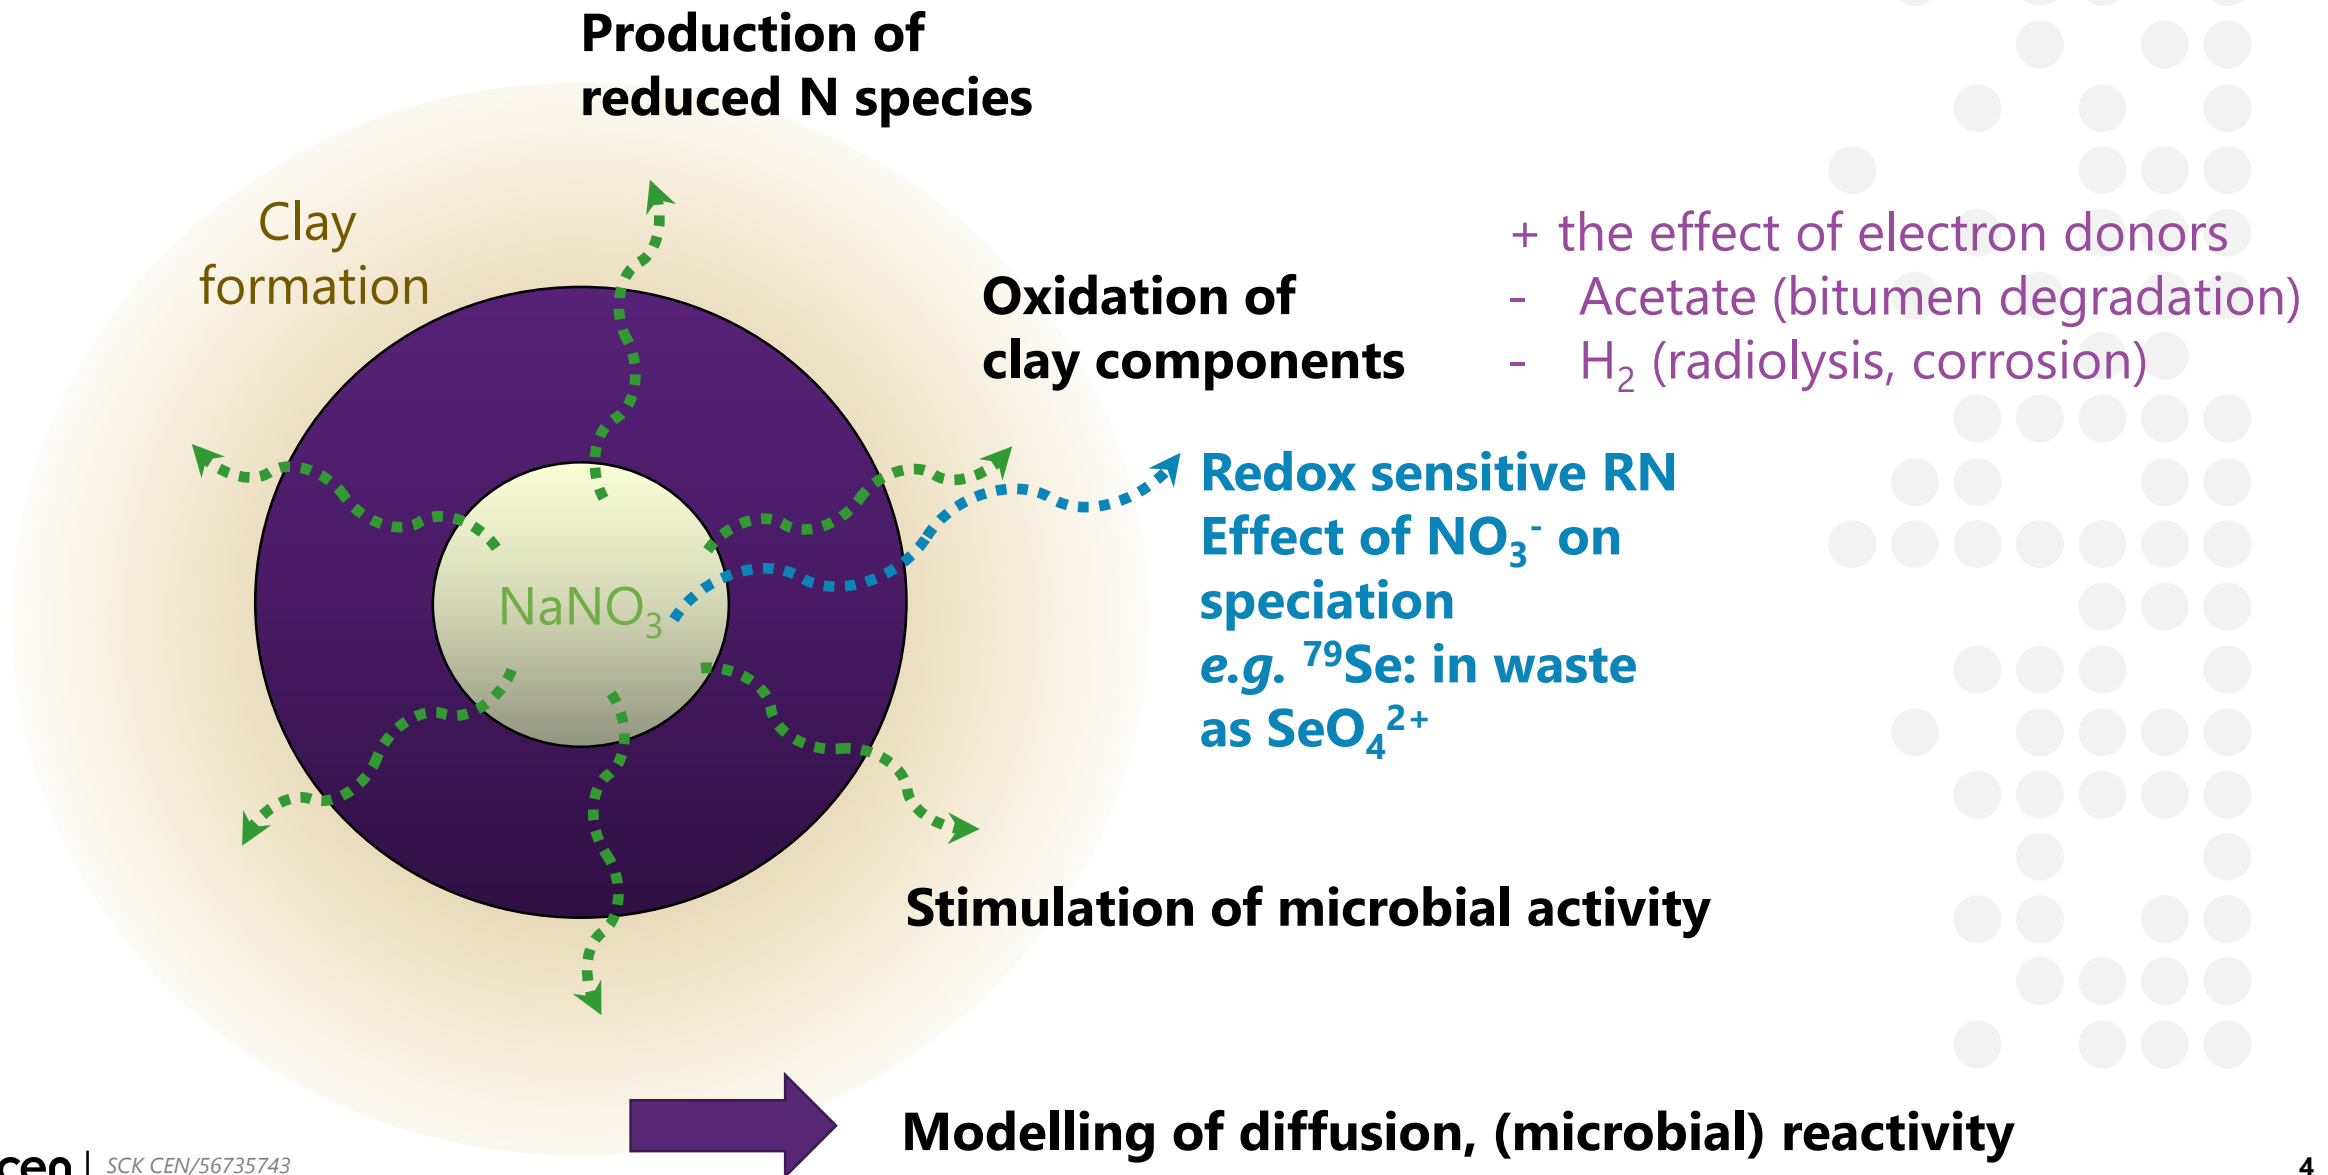 Production of
reduced N species
Clay
formation
Oxidation of
clay components
+ the effect of electron donors
- Acetate (bitumen degradation)
- H₂ (radiolysis, corrosion)
NaNO₃
Redox sensitive RN
Effect of NO₃⁻ on
speciation
e.g. ⁷⁹Se: in waste
as SeO₄²⁺
Stimulation of microbial activity
Modelling of diffusion, (microbial) reactivity
cen | SCK CEN/56735743
4